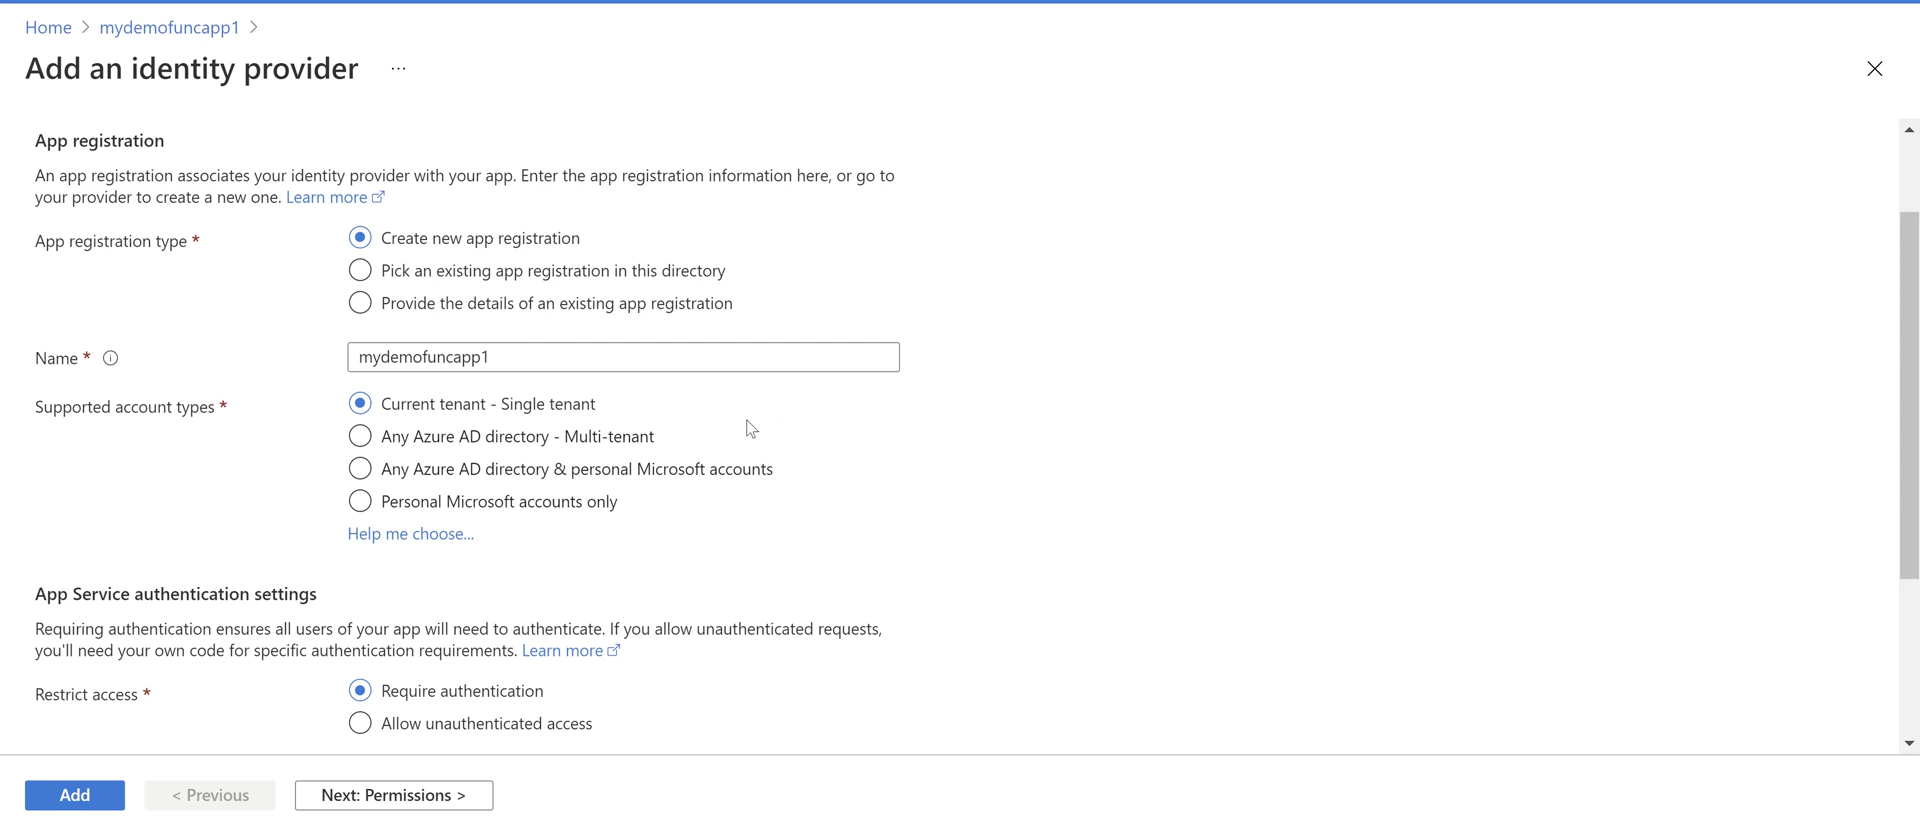 Home > mydemofuncapp1 >
Add an identity provider ...
App registration
An app registration associates your identity provider with your app. Enter the app registration information here, or go to
your provider to create a new one. Learn more
App registration type *
Create new app registration
Pick an existing app registration in this directory
Provide the details of an existing app registration
Name *
mydemofuncapp1
Supported account types *
Current tenant - Single tenant
Any Azure AD directory - Multi-tenant
Any Azure AD directory & personal Microsoft accounts
Personal Microsoft accounts only
Help me choose...
App Service authentication settings
Requiring authentication ensures all users of your app will need to authenticate. If you allow unauthenticated requests,
you'll need your own code for specific authentication requirements. Learn more
Restrict access *
Require authentication
Allow unauthenticated access
Add
< Previous
Next: Permissions >